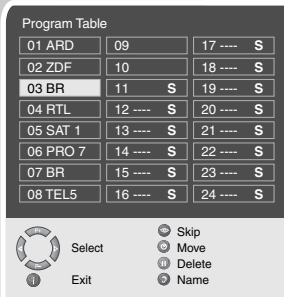 Program Table
01 ARD 09 17 ---- S
02 ZDF 10 18 ---- S
03 BR 11 S 19 ---- S
04 RTL 12 ---- S 20 ---- S
05 SAT 1 13 ---- S 21 ---- S
06 PRO 7 14 ---- S 22 ---- S
07 BR 15 ---- S 23 ---- S
08 TEL5 16 ---- S 24 ---- S
Skip
Select Move
Delete
i Exit Name